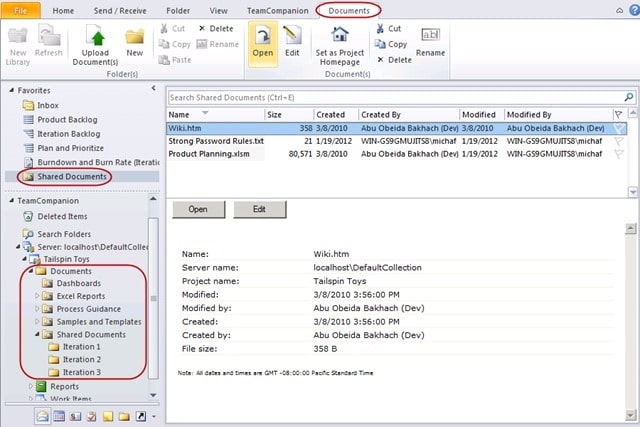 File Home Send / Receive Folder View TeamCompanion Documents
New Library
Refresh
Upload Document(s)
New
Cut
Copy
Paste
Delete
Rename
Folder(s)
Open
Edit
Set as Project Homepage
Cut
Copy
Delete
Rename
Document(s)
Favorites
Inbox
Product Backlog
Iteration Backlog
Plan and Prioritize
Burndown and Burn Rate (Iteratio
Shared Documents
TeamCompanion
Deleted Items
Search Folders
Server: localhost\DefaultCollection
Tailspin Toys
Documents
Dashboards
Excel Reports
Process Guidance
Samples and Templates
Shared Documents
Iteration 1
Iteration 2
Iteration 3
Reports
Work Items
Search Shared Documents (Ctrl+E)
Name Size Created Created By Modified Modified By
Wiki.htm 358 3/8/2010 Abu Obeida Bakhach (Dev) 3/8/2010 Abu Obeida Bakhach (Dev)
Strong Password Rules.txt 21 1/19/2012 WIN-GS9GMUJITS8\michaf 1/19/2012 WIN-GS9GMUJITS8\michaf
Product Planning.xlsm 80,571 3/8/2010 Abu Obeida Bakhach (Dev) 1/19/2012 WIN-GS9GMUJITS8\michaf
Open Edit
Name: Wiki.htm
Server name: localhost\DefaultCollection
Project name: Tailspin Toys
Modified: 3/8/2010 3:56:00 PM
Modified by: Abu Obeida Bakhach (Dev)
Created: 3/8/2010 3:56:00 PM
Created by: Abu Obeida Bakhach (Dev)
File size: 358 B
Note: All dates and times are GMT -08:00:00 Pacific Standard Time